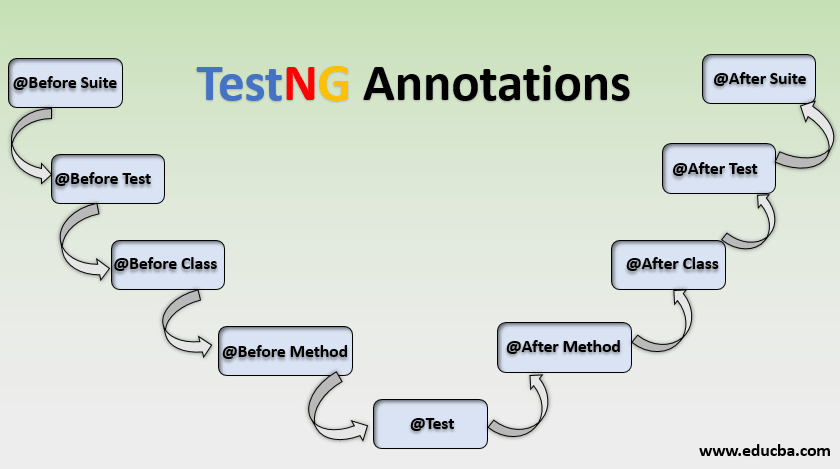 TestNG Annotations
@Before Suite
@Before Test
@Before Class
@Before Method
@Test
@After Method
@After Class
@After Test
@After Suite
www.educba.com